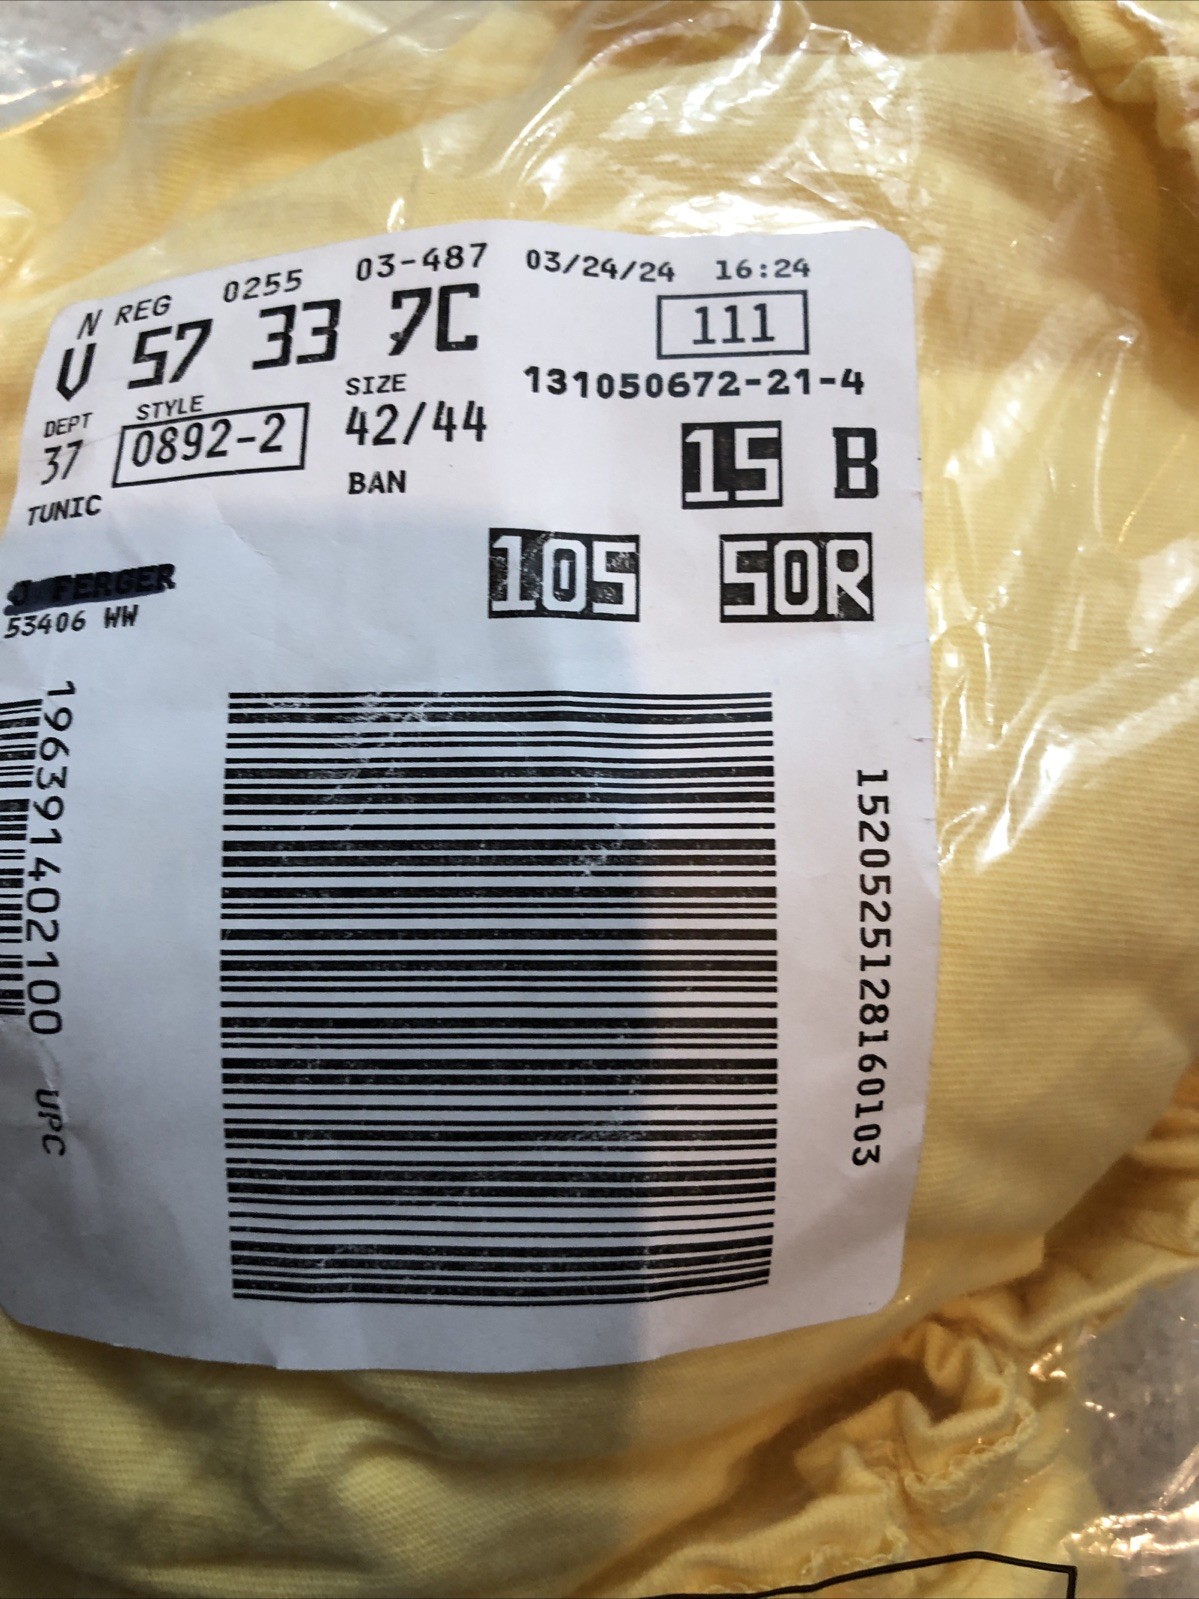 N REG 0255 03-487 03/24/24 16:24
V 57 33 7C 111
131050672-21-4
DEPT STYLE SIZE
37 0892-2 42/44 15 B
TUNIC BAN
105 50R
J FERGER
53406 WW
196391402100 UPC
1520525128160103